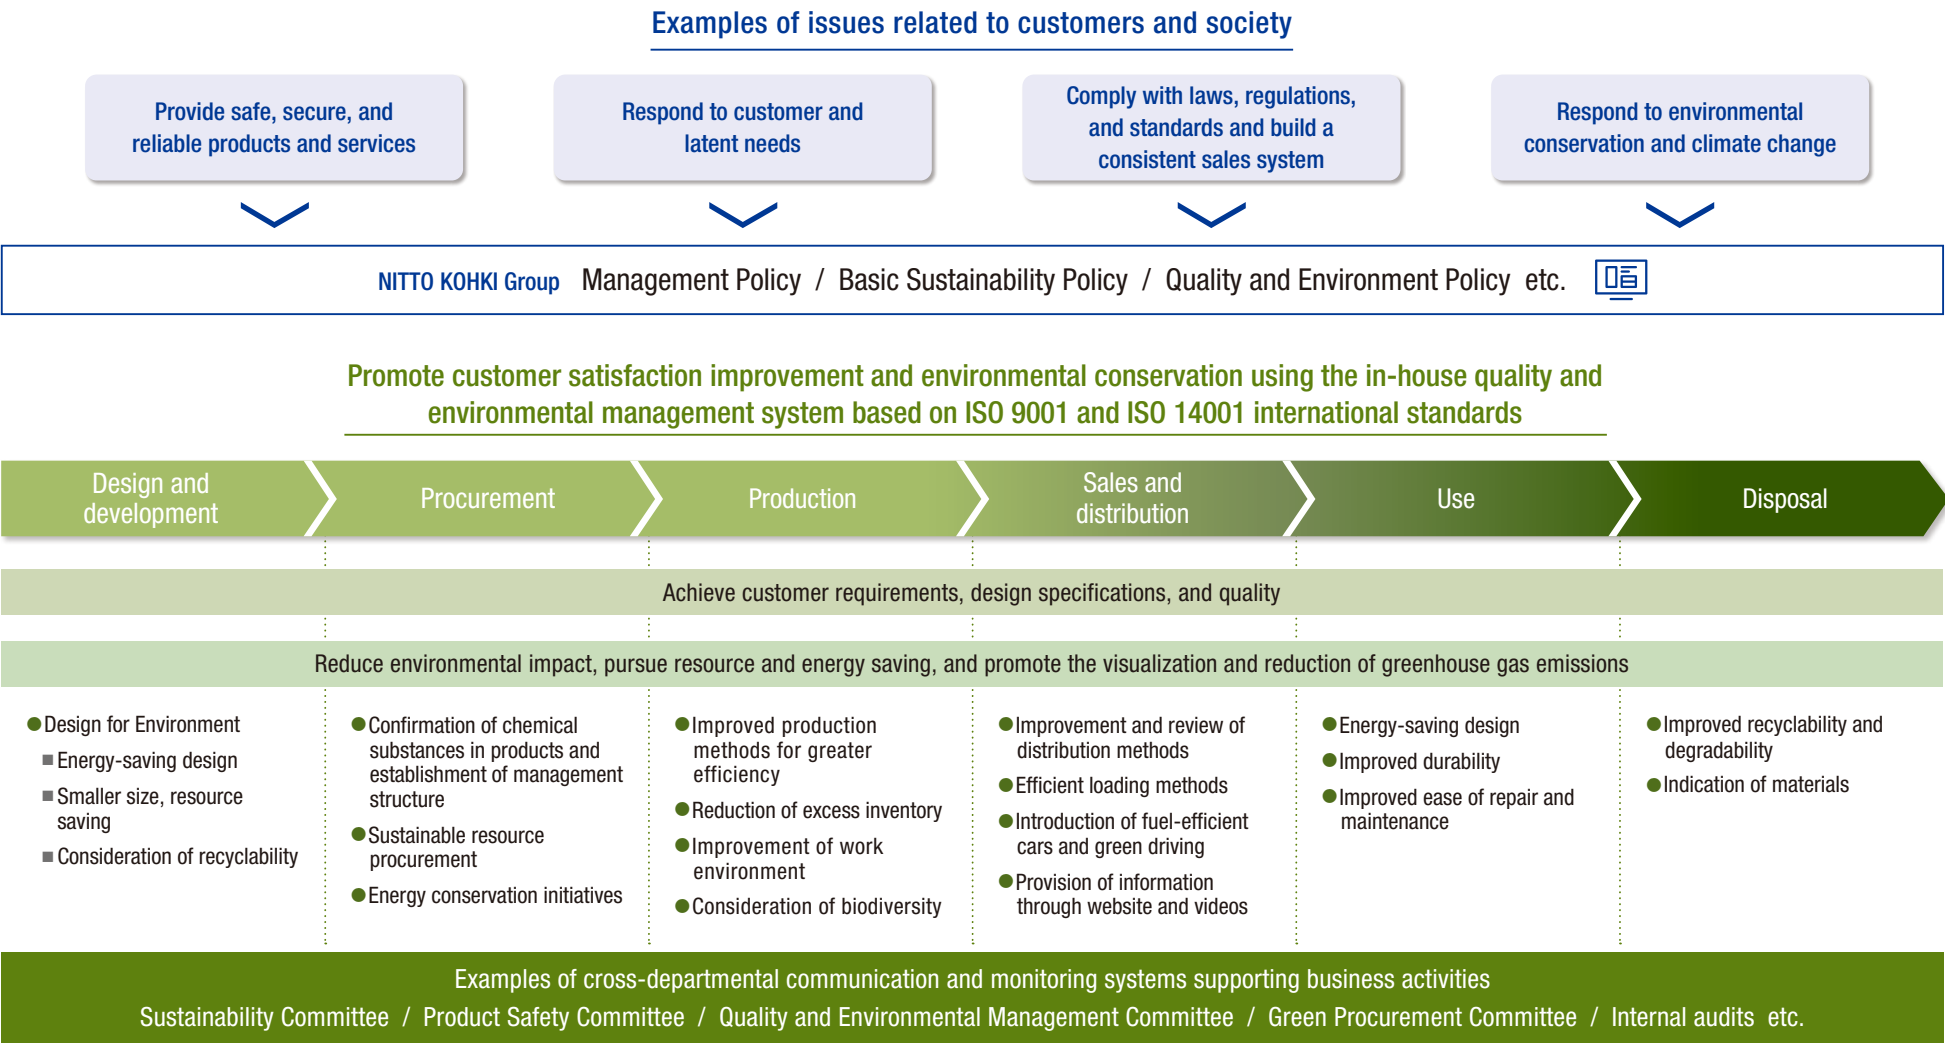 Examples of issues related to customers and society
Provide safe, secure, and
reliable products and services
Respond to customer and
latent needs
Comply with laws, regulations,
and standards and build a
consistent sales system
Respond to environmental
conservation and climate change
NITTO KOHKI Group Management Policy / Basic Sustainability Policy / Quality and Environment Policy etc.
Promote customer satisfaction improvement and environmental conservation using the in-house quality and
environmental management system based on ISO 9001 and ISO 14001 international standards
Design and
development
Procurement
Production
Sales and
distribution
Use
Disposal
Achieve customer requirements, design specifications, and quality
Reduce environmental impact, pursue resource and energy saving, and promote the visualization and reduction of greenhouse gas emissions
● Design for Environment
■ Energy-saving design
■ Smaller size, resource
saving
■ Consideration of recyclability
● Confirmation of chemical
substances in products and
establishment of management
structure
● Sustainable resource
procurement
● Energy conservation initiatives
● Improved production
methods for greater
efficiency
● Reduction of excess inventory
● Improvement of work
environment
● Consideration of biodiversity
● Improvement and review of
distribution methods
● Efficient loading methods
● Introduction of fuel-efficient
cars and green driving
● Provision of information
through website and videos
● Energy-saving design
● Improved durability
● Improved ease of repair and
maintenance
● Improved recyclability and
degradability
● Indication of materials
Examples of cross-departmental communication and monitoring systems supporting business activities
Sustainability Committee / Product Safety Committee / Quality and Environmental Management Committee / Green Procurement Committee / Internal audits etc.